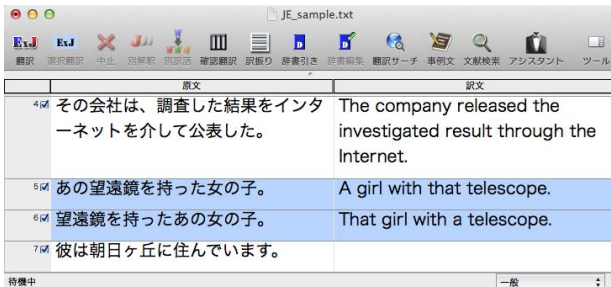 JE_sample.txt
ExJ ExJ
翻訳 選択翻訳 中止 別解釈 別訳語 確認翻訳 訳振り 辞書引き 辞書編集 翻訳サーチ 事例文 文献検索 アシスタント ツール
原文 訳文
4 その会社は、調査した結果をインタ
ーネットを介して公表した。
The company released the
investigated result through the
Internet.
5 あの望遠鏡を持った女の子。 A girl with that telescope.
6 望遠鏡を持ったあの女の子。 That girl with a telescope.
7 彼は朝日ヶ丘に住んでいます。
待機中 一般